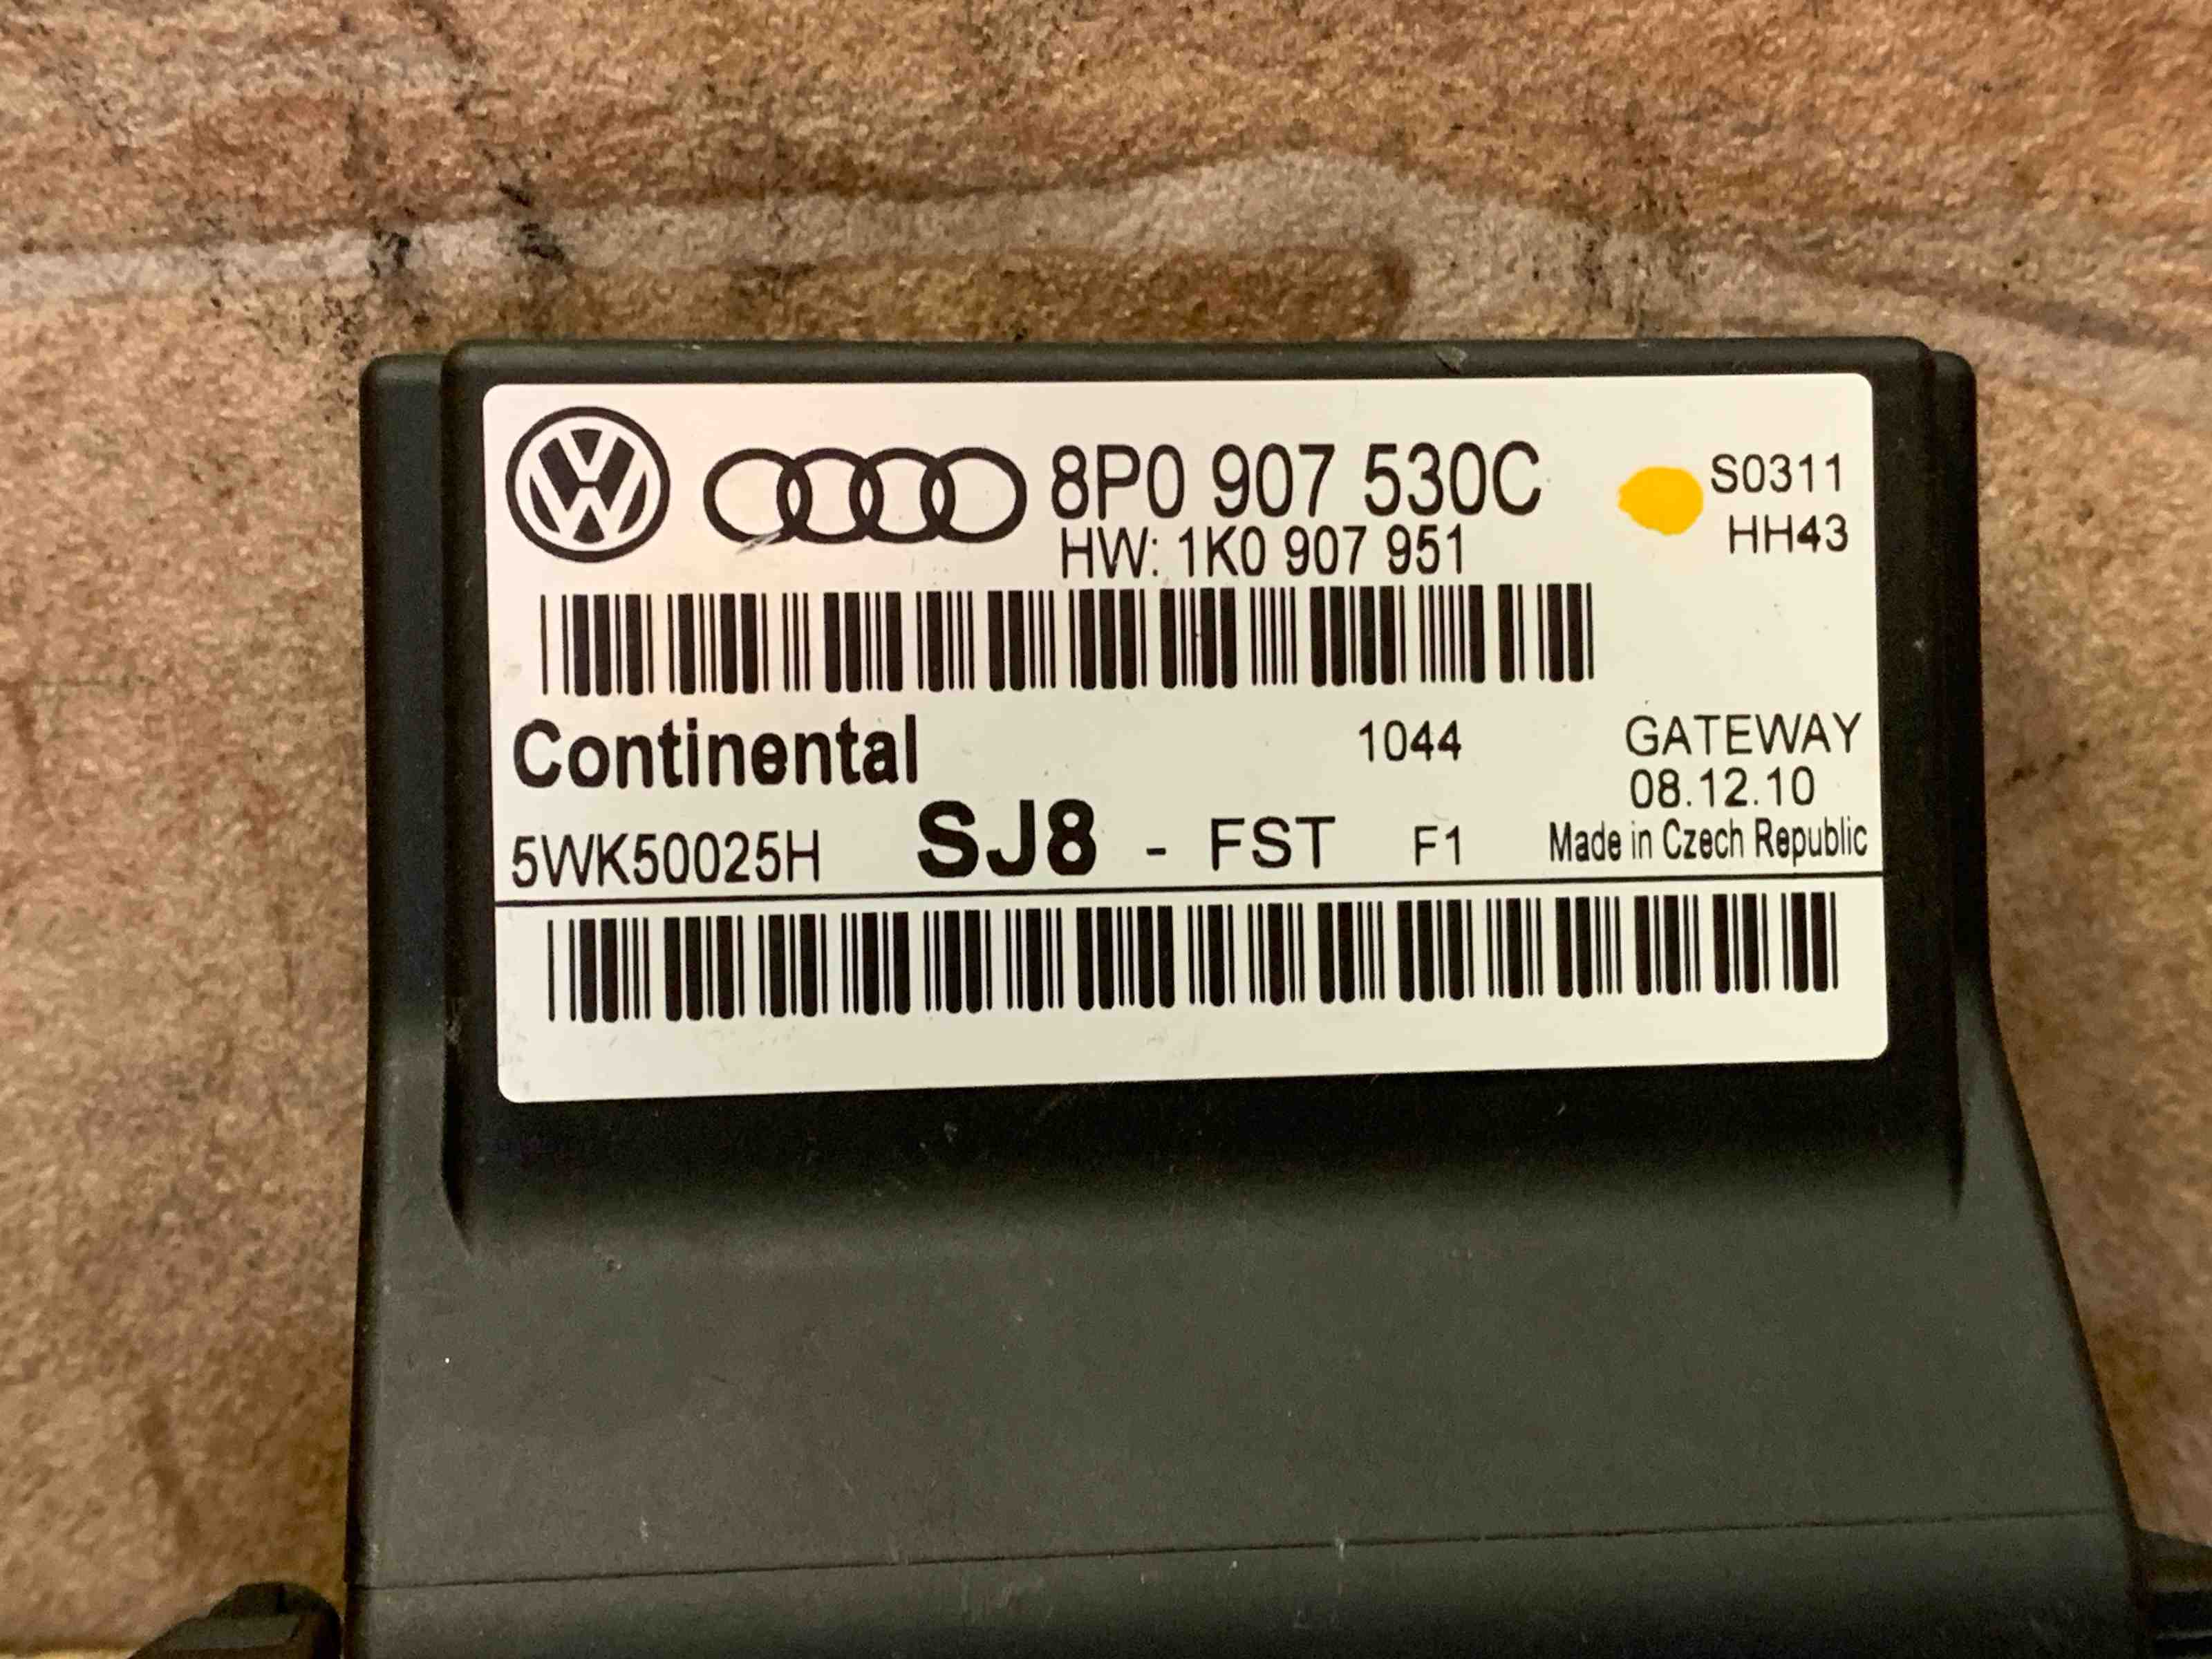 8P0 907 530C
S0311
HW: 1K0 907 951
HH43
Continental
1044
GATEWAY
08.12.10
5WK50025H SJ8 - FST F1
Made in Czech Republic